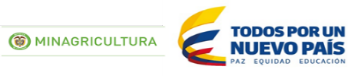 MINAGRICULTURA
TODOS POR UN
NUEVO PAÍS
PAZ EQUIDAD EDUCACIÓN